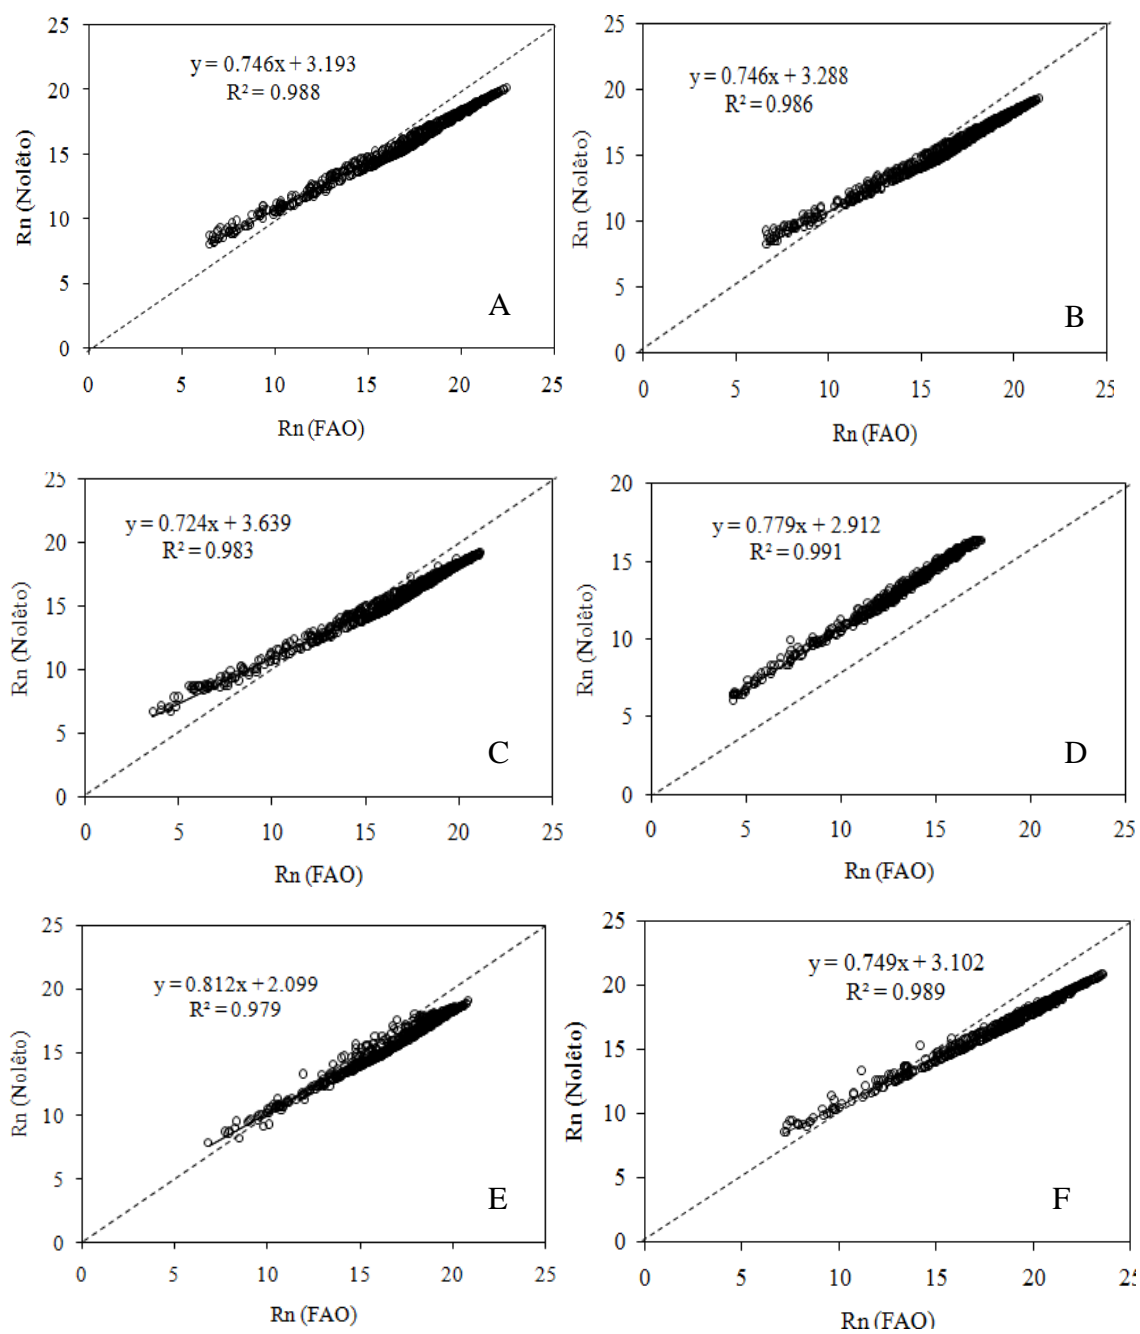 25
20
15
10
5
0
Rn (Nolêto)
y = 0.746x + 3.193
R² = 0.988
A
0 5 10 15 20 25
Rn (FAO)
25
20
15
10
5
0
Rn (Nolêto)
y = 0.746x + 3.288
R² = 0.986
B
0 5 10 15 20 25
Rn (FAO)
25
20
15
10
5
0
Rn (Nolêto)
y = 0.724x + 3.639
R² = 0.983
C
0 5 10 15 20 25
Rn (FAO)
20
15
10
5
0
Rn (Nolêto)
y = 0.779x + 2.912
R² = 0.991
D
0 5 10 15 20 25
Rn (FAO)
25
20
15
10
5
0
Rn (Nolêto)
y = 0.812x + 2.099
R² = 0.979
E
0 5 10 15 20 25
Rn (FAO)
25
20
15
10
5
0
Rn (Nolêto)
y = 0.749x + 3.102
R² = 0.989
F
0 5 10 15 20 25
Rn (FAO)